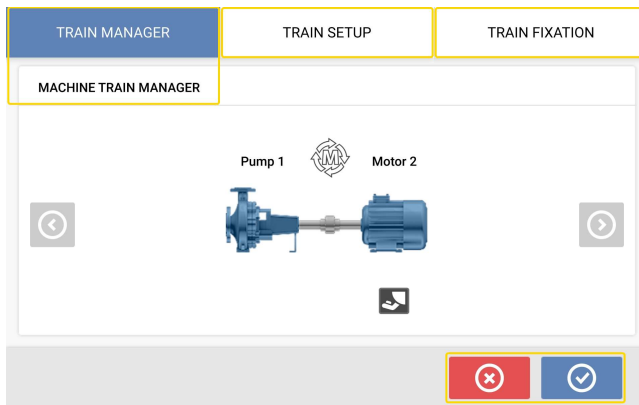 TRAIN MANAGER
TRAIN SETUP
TRAIN FIXATION
MACHINE TRAIN MANAGER
Pump 1
M
Motor 2